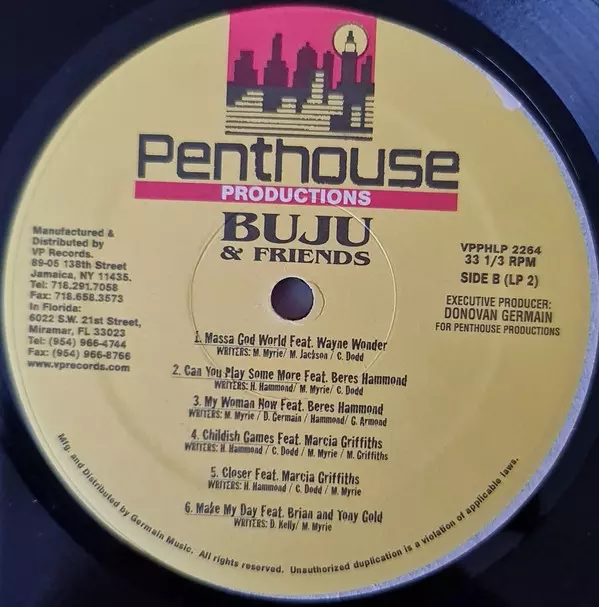 Penthouse
PRODUCTIONS
BUJU
& FRIENDS
Manufactured &
Distributed by
VP Records.
89-05 138th Street
Jamaica, NY 11435.
Tel: 718.291.7058
Fax: 718.658.3573
In Florida:
6022 S.W. 21st Street,
Miramar, FL 33023
Tel: (954) 966-4744
Fax: (954) 966-8766
www.vprecords.com
VPPHLP 2264
33 1/3 RPM
SIDE B (LP 2)
EXECUTIVE PRODUCER:
DONOVAN GERMAIN
FOR PENTHOUSE PRODUCTIONS
1. Massa God World Feat. Wayne Wonder
WRITERS: M. Myrie/ M. Jackson / C. Dodd
2. Can You Play Some More Feat. Beres Hammond
WRITERS: H. Hammond/ M. Myrie/ C. Dodd
3. My Woman Now Feat. Beres Hammond
WRITERS: M. Myrie / D. Germain / Hammond/ G. Armond
4. Childish Games Feat. Marcia Griffiths
WRITERS: H. Hammond / C. Dodd / M. Myrie / M. Griffiths
5. Closer Feat. Marcia Griffiths
WRITERS: H. Hammond / C. Dodd / M. Myrie
6. Make My Day Feat. Brian and Tony Gold
WRITERS: D. Kelly/ M. Myrie
Mfg. and Distributed by Germain Music. All rights reserved. Unauthorized duplication is a violation of applicable laws.